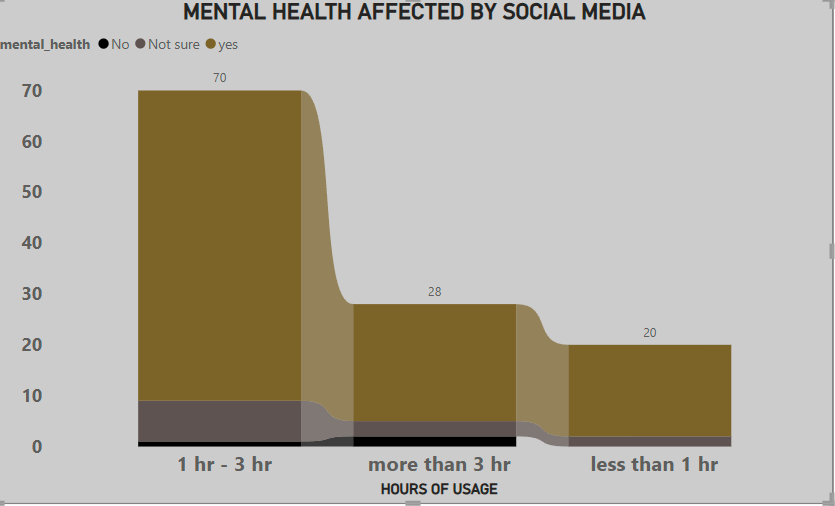 MENTAL HEALTH AFFECTED BY SOCIAL MEDIA
mental_health No Not sure yes
70
70
60
50
40
30
28
20
20
10
0
1 hr - 3 hr more than 3 hr less than 1 hr
HOURS OF USAGE